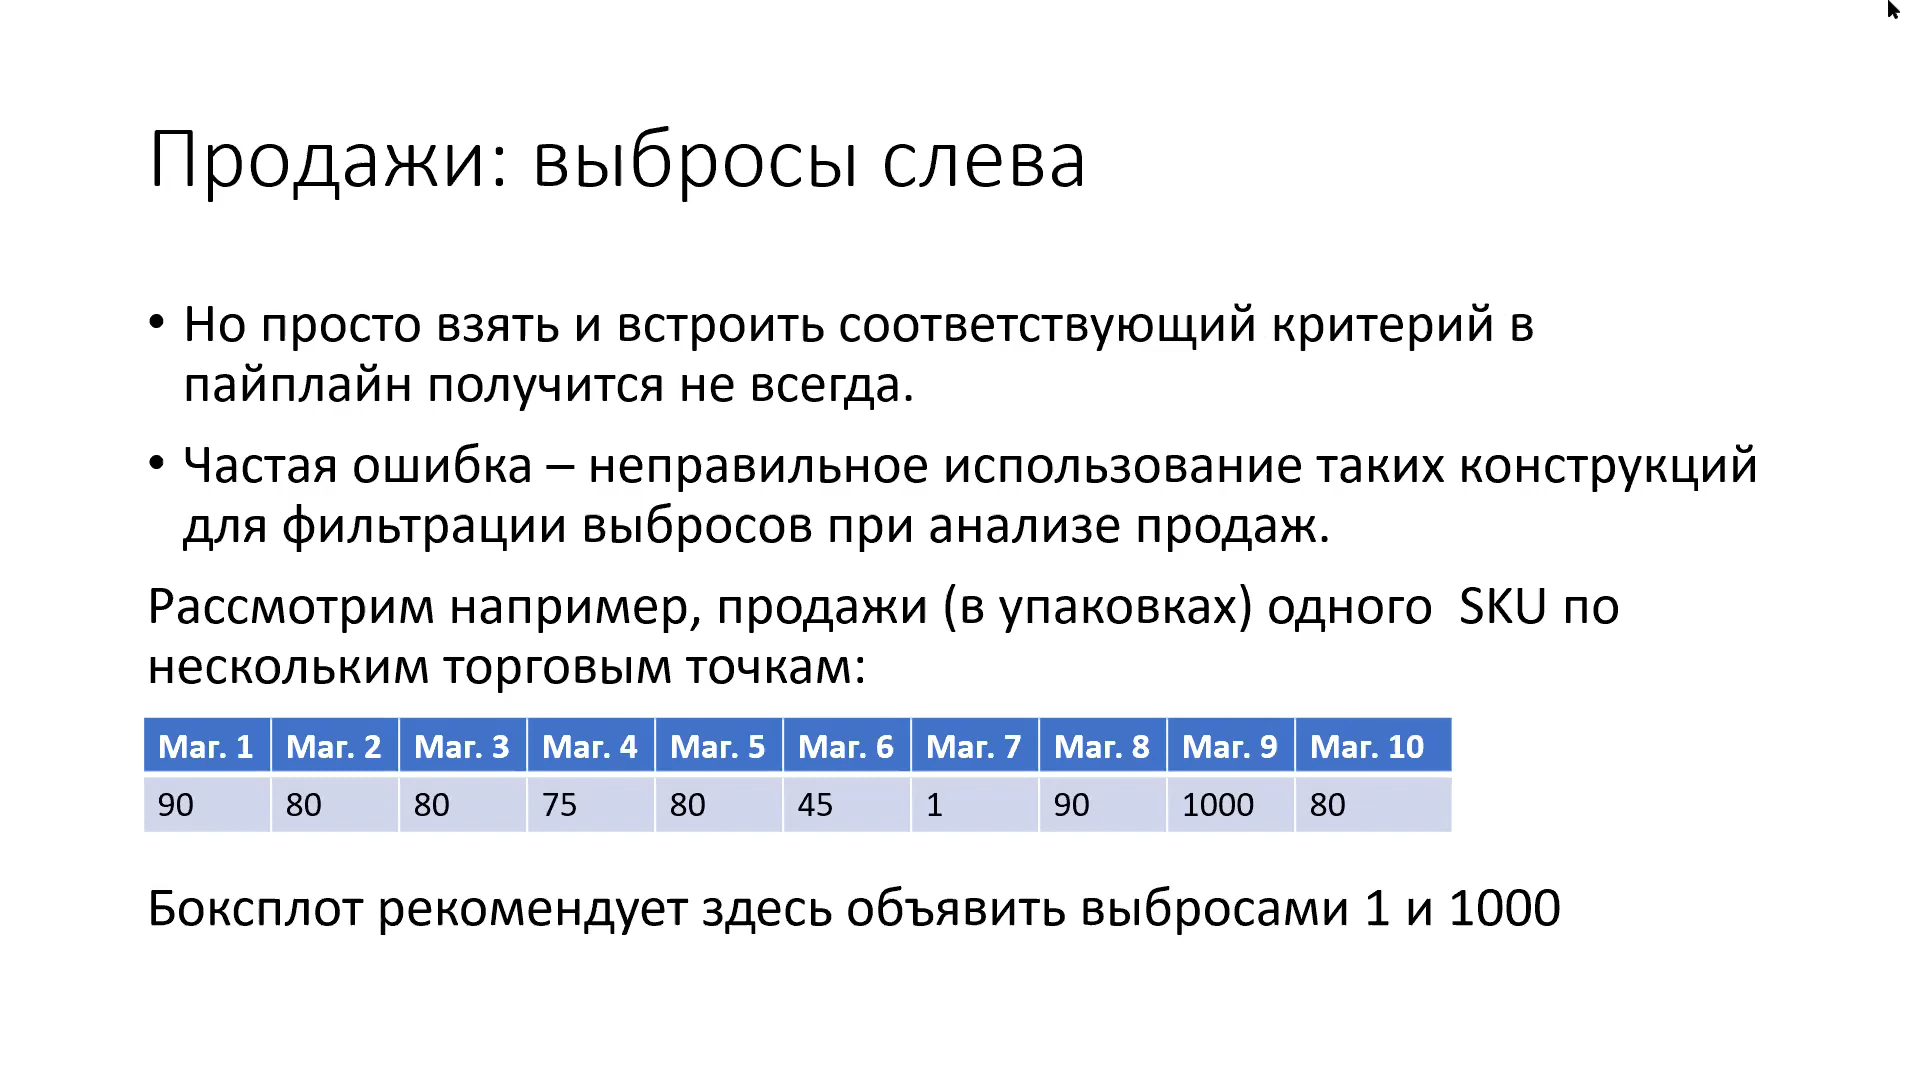 Продажи: выбросы слева
• Но просто взять и встроить соответствующий критерий в
пайплайн получится не всегда.
• Частая ошибка – неправильное использование таких конструкций
для фильтрации выбросов при анализе продаж.
Рассмотрим например, продажи (в упаковках) одного  SKU по
нескольким торговым точкам:
Маг. 1 Маг. 2 Маг. 3 Маг. 4 Маг. 5 Маг. 6 Маг. 7 Маг. 8 Маг. 9 Маг. 10
90 80 80 75 80 45 1 90 1000 80
Боксплот рекомендует здесь объявить выбросами 1 и 1000